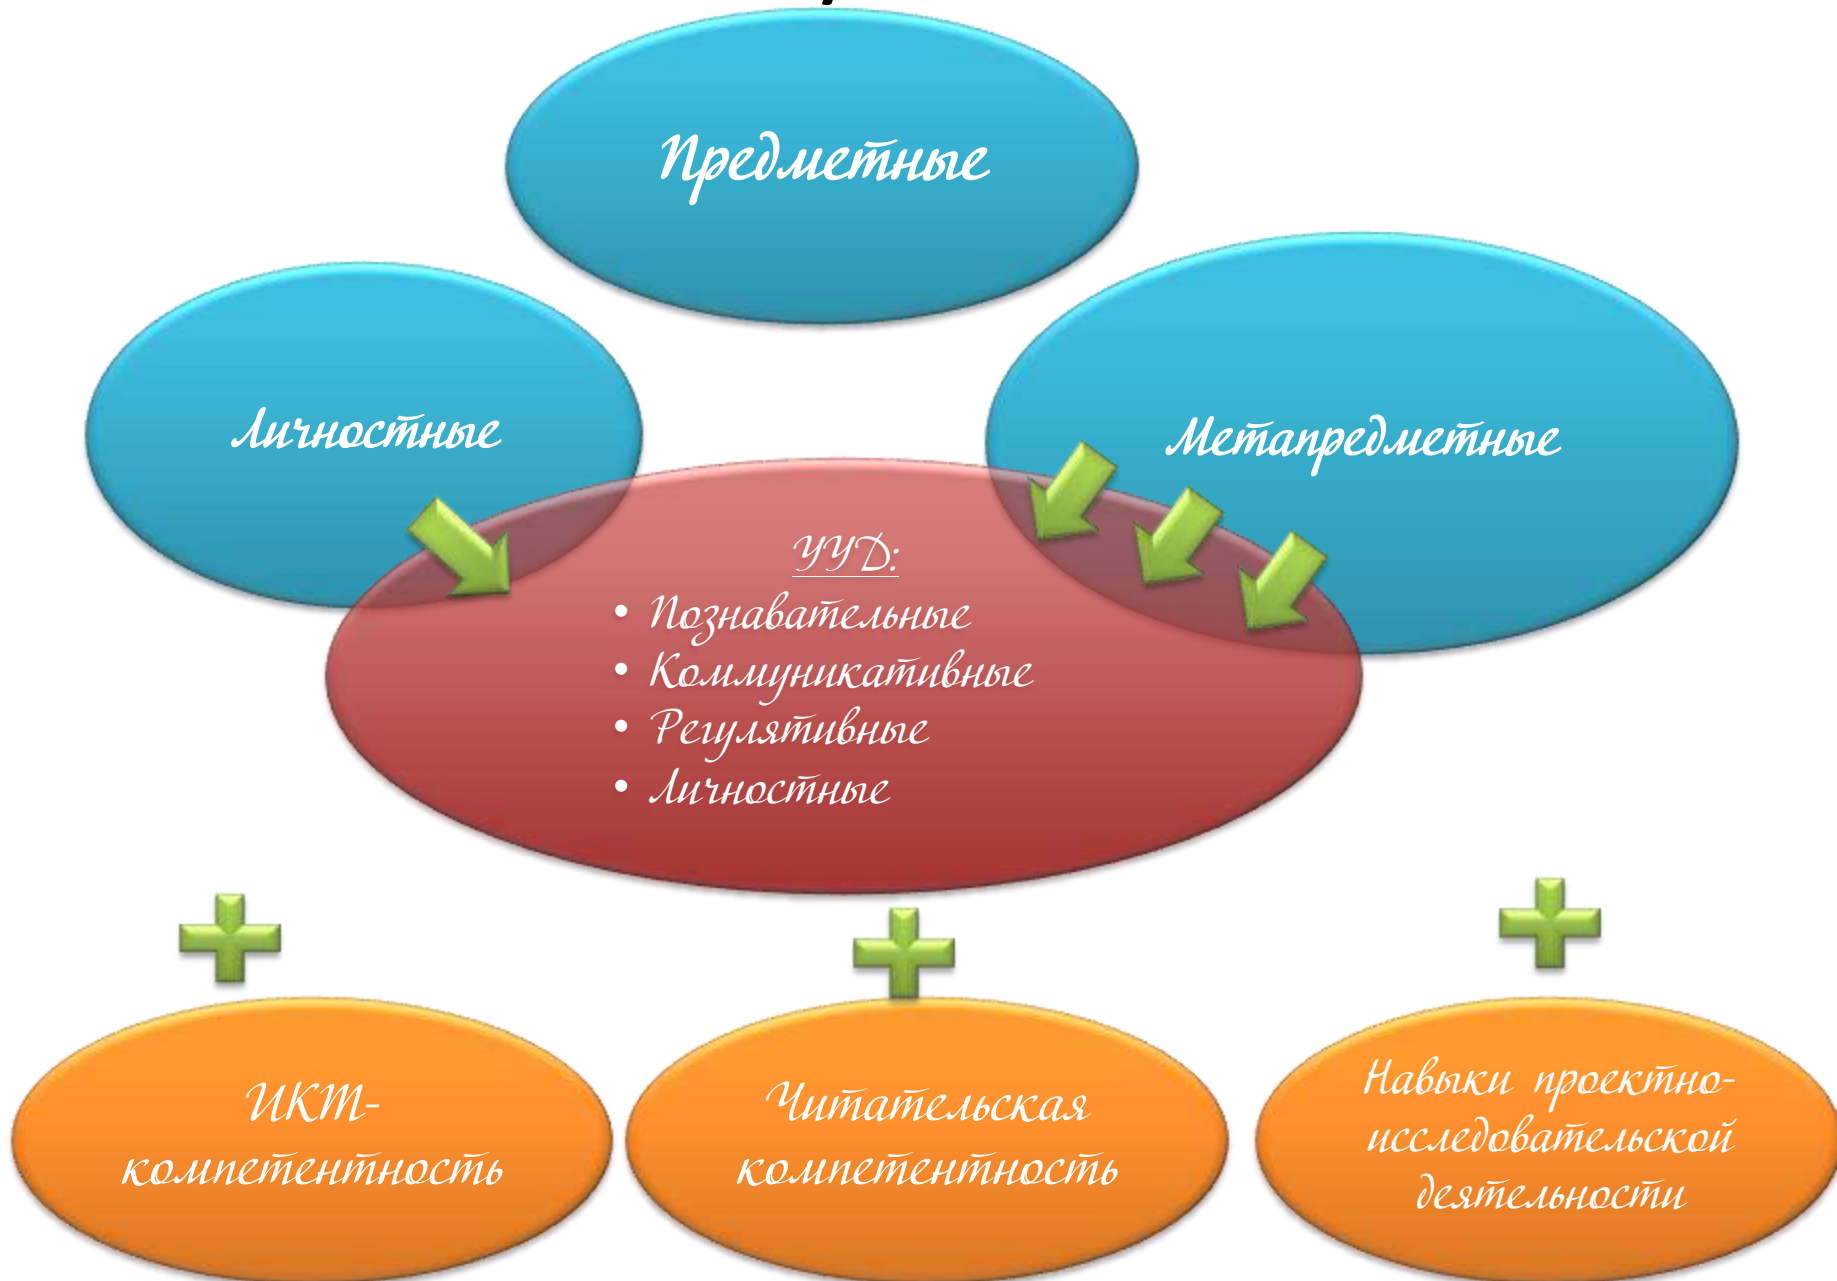 Предметные
Личностные
Метапредметные
УУД:
• Познавательные
• Коммуникативные
• Регулятивные
• Личностные
ИКТ-
компетентность
Читательская
компетентность
Навыки проектно-
исследовательской
деятельности